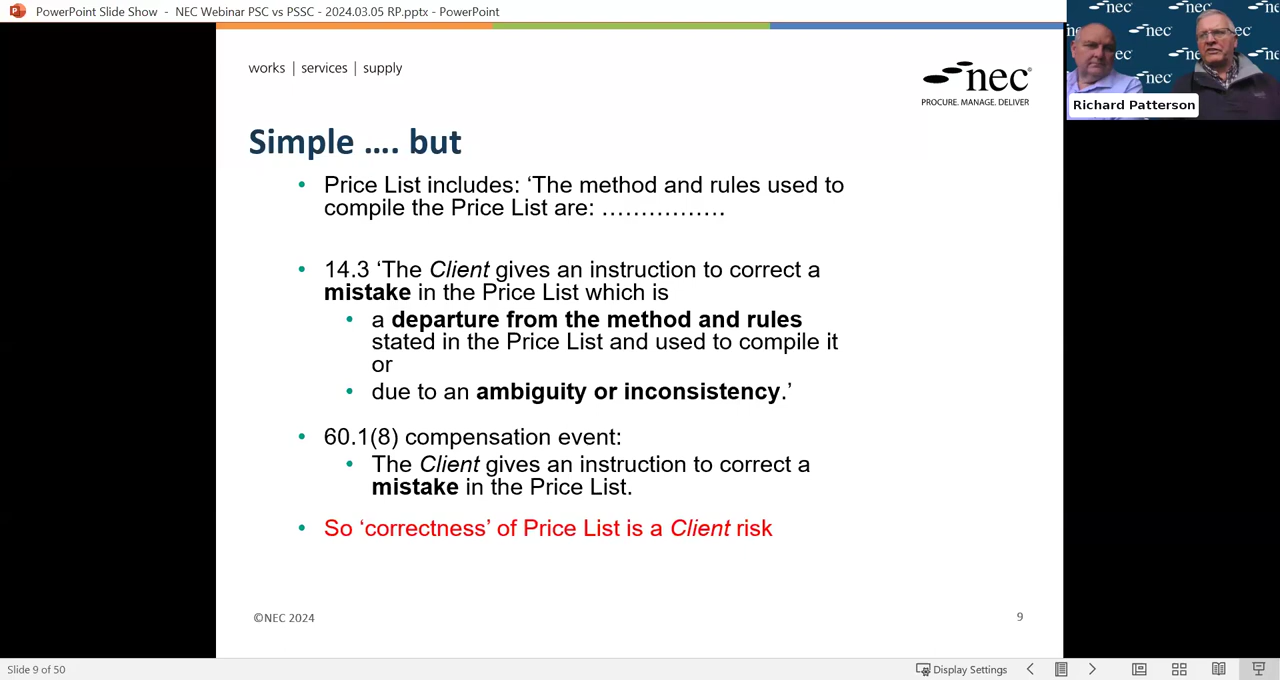 PowerPoint Slide Show - NEC Webinar PSC vs PSSC - 2024.03.05 RP.pptx - PowerPoint
works | services | supply
nec
PROCURE. MANAGE. DELIVER
Richard Patterson
Simple .... but
• Price List includes: ‘The method and rules used to
compile the Price List are: ................
• 14.3 ‘The Client gives an instruction to correct a
mistake in the Price List which is
• a departure from the method and rules
stated in the Price List and used to compile it
or
• due to an ambiguity or inconsistency.’
• 60.1(8) compensation event:
• The Client gives an instruction to correct a
mistake in the Price List.
• So ‘correctness’ of Price List is a Client risk
©NEC 2024
9
Slide 9 of 50
Display Settings